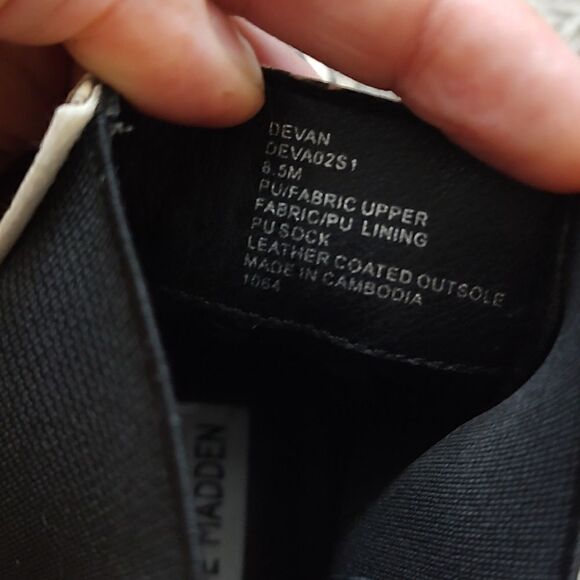 DEVAN
DEVA02S1
8.5M
PU/FABRIC UPPER
FABRIC/PU LINING
PU SOCK
LEATHER COATED OUTSOLE
MADE IN CAMBODIA
1064
E MADDEN